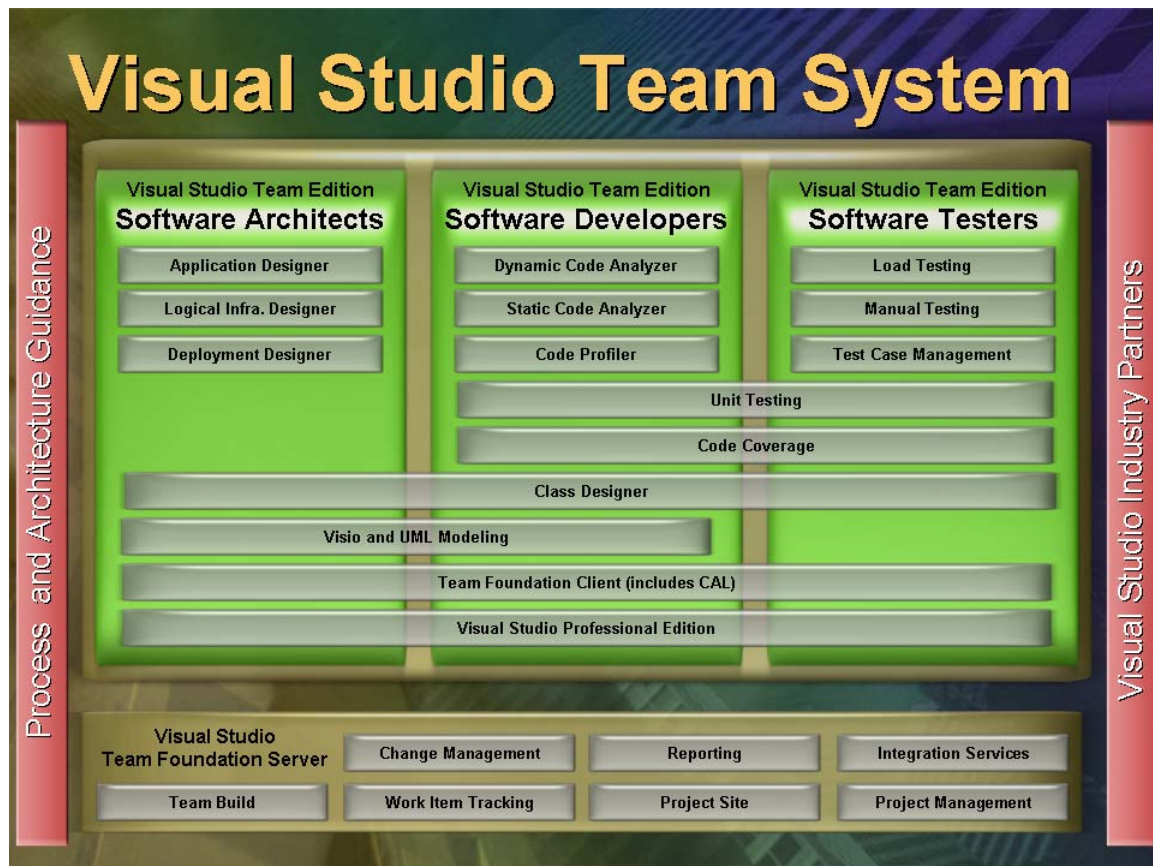 Visual Studio Team System
Process and Architecture Guidance
Visual Studio Team Edition
Software Architects
Application Designer
Logical Infra. Designer
Deployment Designer
Visual Studio Team Edition
Software Developers
Dynamic Code Analyzer
Static Code Analyzer
Code Profiler
Visual Studio Team Edition
Software Testers
Load Testing
Manual Testing
Test Case Management
Unit Testing
Code Coverage
Class Designer
Visio and UML Modeling
Team Foundation Client (includes CAL)
Visual Studio Professional Edition
Visual Studio Industry Partners
Visual Studio
Team Foundation Server
Change Management
Reporting
Integration Services
Team Build
Work Item Tracking
Project Site
Project Management